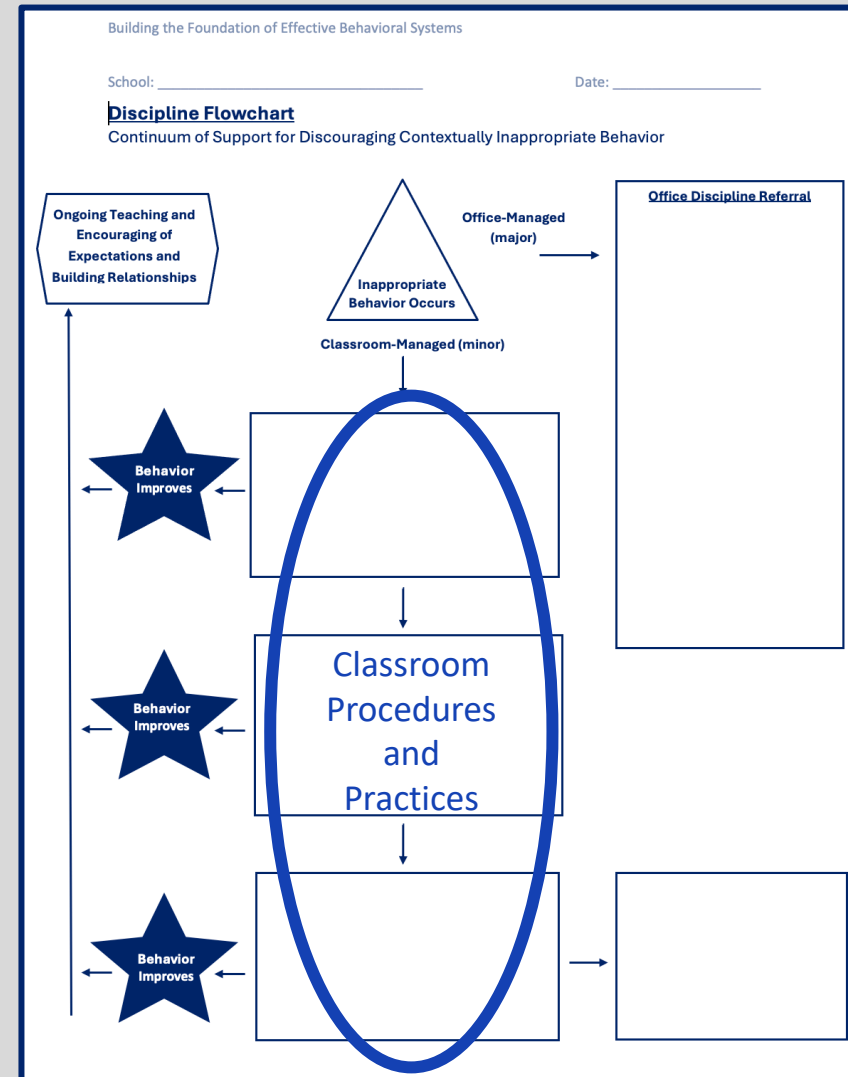 Building the Foundation of Effective Behavioral Systems
School: ______________________________ Date: _________________
Discipline Flowchart
Continuum of Support for Discouraging Contextually Inappropriate Behavior
Ongoing Teaching and
Encouraging of
Expectations and
Building Relationships
Inappropriate
Behavior Occurs
Office-Managed
(major)
Office Discipline Referral
Classroom-Managed (minor)
Behavior
Improves
Classroom
Procedures
and
Practices
Behavior
Improves
Behavior
Improves